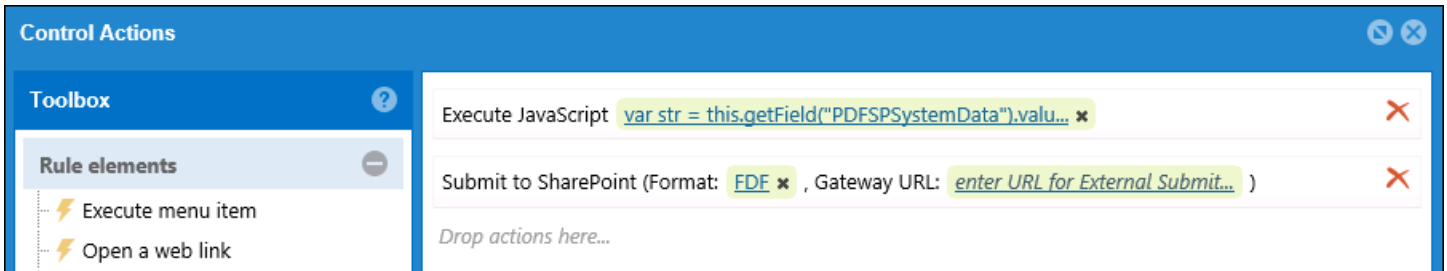 Control Actions
Toolbox
Rule elements
Execute menu item
Open a web link
Execute JavaScript var str = this.getField("PDFSPSystemData").valu...
Submit to SharePoint (Format: FDF , Gateway URL: enter URL for External Submit... )
Drop actions here...